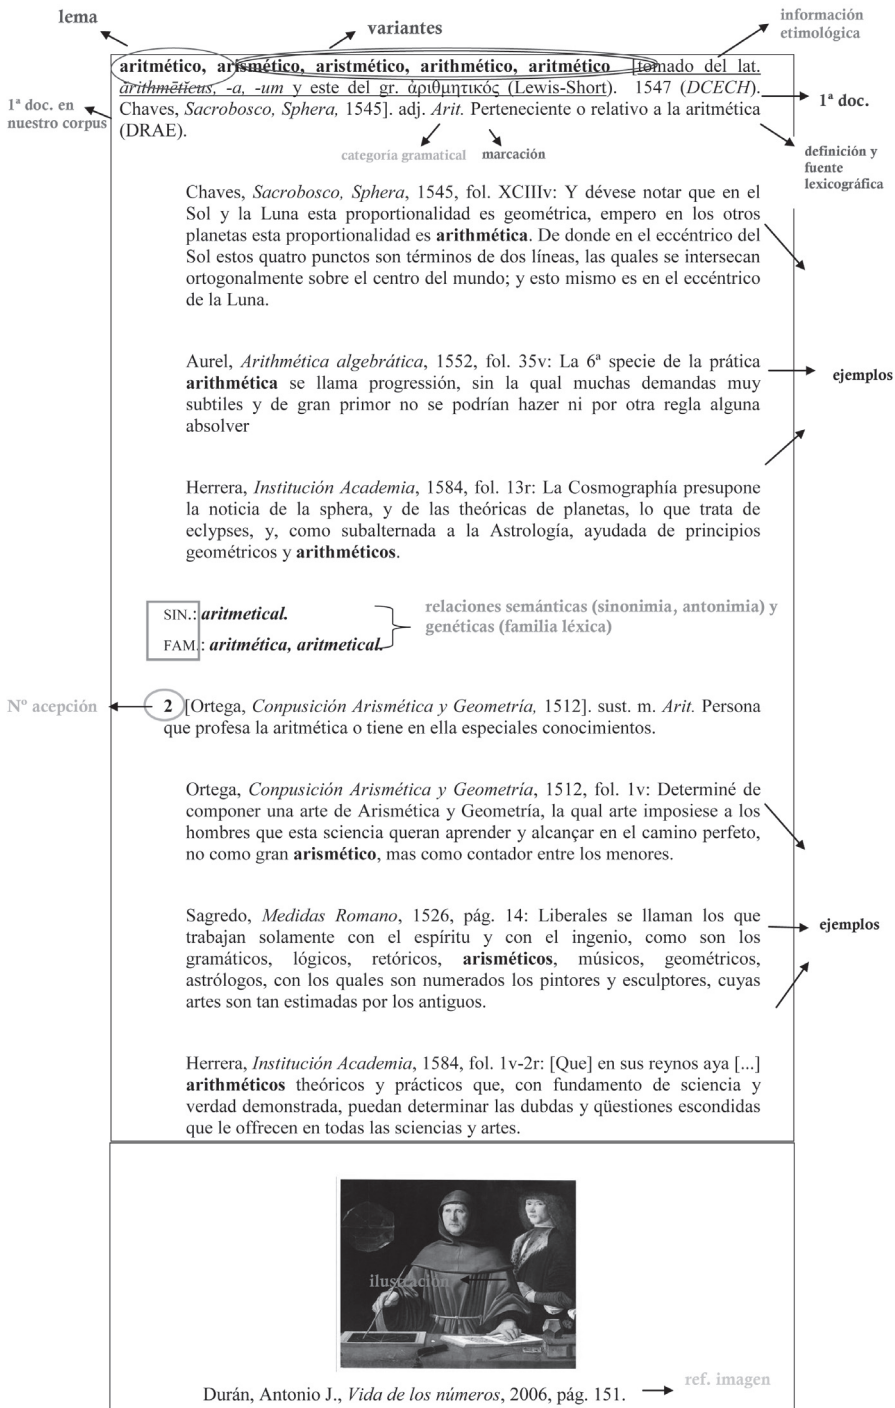 lema
variantes
información
etimológica
aritmético, arismético, aristmético, arithmético, aritmético [tomado del lat.
ărithmētĭcus, -a, -um y este del gr. ἀριθμητικός (Lewis-Short). 1547 (DCECH).
1ª doc.
1ª doc. en
nuestro corpus
Chaves, Sacrobosco, Sphera, 1545]. adj. Arit. Perteneciente o relativo a la aritmética
(DRAE).
categoría gramatical
marcación
definición y
fuente
lexicográfica
Chaves, Sacrobosco, Sphera, 1545, fol. XCIIIv: Y dévese notar que en el
Sol y la Luna esta proporcionalidad es geométrica, empero en los otros
planetas esta proporcionalidad es arithmética. De donde en el eccéntrico del
Sol estos quatro punctos son términos de dos líneas, las quales se intersecan
ortogonalmente sobre el centro del mundo; y esto mismo es en el eccéntrico
de la Luna.
Aurel, Arithmética algebrática, 1552, fol. 35v: La 6ª specie de la prática
arithmética se llama progressión, sin la qual muchas demandas muy
subtiles y de gran primor no se podrían hazer ni por otra regla alguna
absolver
ejemplos
Herrera, Institución Academia, 1584, fol. 13r: La Cosmographía presupone
la noticia de la sphera, y de las theóricas de planetas, lo que trata de
eclypses, y, como subalternada a la Astrología, ayudada de principios
geométricos y arithméticos.
SIN.: aritmetical.
FAM.: aritmética, aritmetical.
relaciones semánticas (sinonimia, antonimia) y
genéticas (familia léxica)
Nº acepción
2 [Ortega, Conpusición Arismética y Geometría, 1512]. sust. m. Arit. Persona
que profesa la aritmética o tiene en ella especiales conocimientos.
Ortega, Conpusición Arismética y Geometría, 1512, fol. 1v: Determiné de
componer una arte de Arismética y Geometría, la qual arte imposiese a los
hombres que esta sciencia queran aprender y alcançar en el camino perfeto,
no como gran arismético, mas como contador entre los menores.
Sagredo, Medidas Romano, 1526, pág. 14: Liberales se llaman los que
trabajan solamente con el espíritu y con el ingenio, como son los
gramáticos, lógicos, retóricos, arisméticos, músicos, geométricos,
astrólogos, con los quales son numerados los pintores y esculptores, cuyas
artes son tan estimadas por los antiguos.
ejemplos
Herrera, Institución Academia, 1584, fol. 1v-2r: [Que] en sus reynos aya [...]
arithméticos theóricos y prácticos que, con fundamento de sciencia y
verdad demonstrada, puedan determinar las dubdas y qüestiones escondidas
que le offrecen en todas las sciencias y artes.
ilustración
Durán, Antonio J., Vida de los números, 2006, pág. 151.
ref. imagen